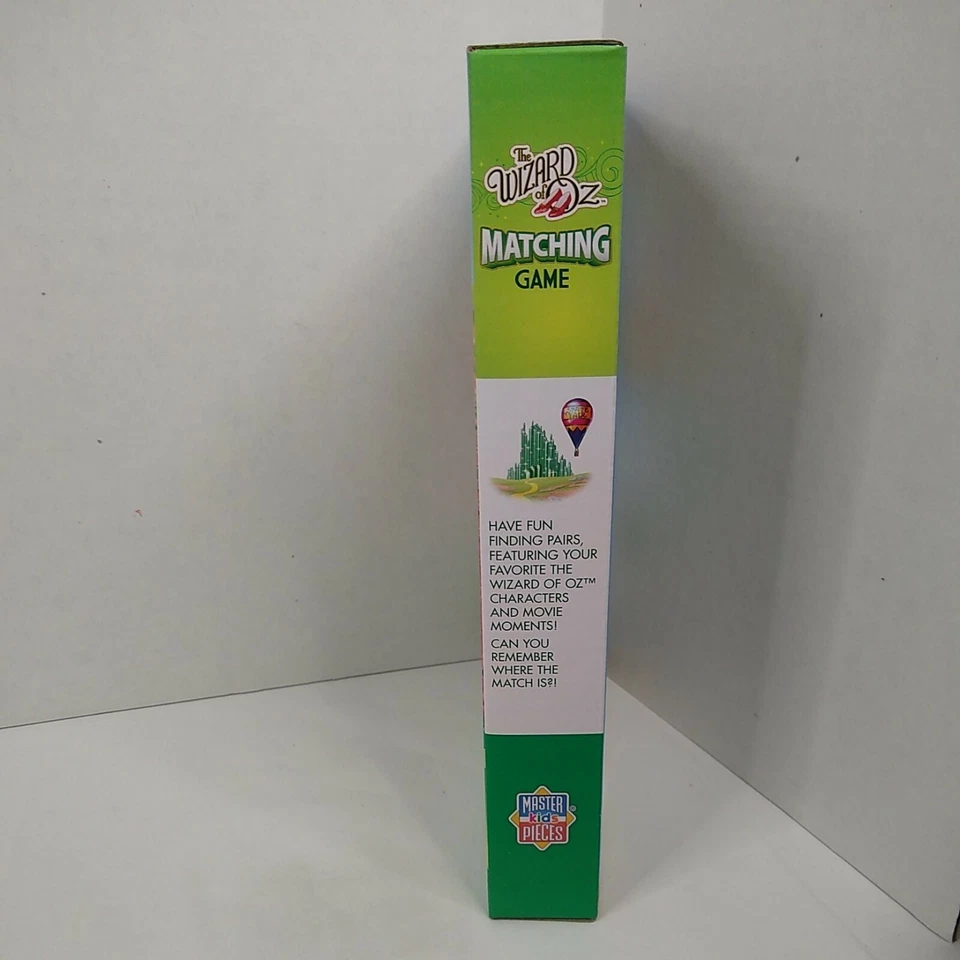 The
WIZARD
of OZ™
MATCHING
GAME
HAVE FUN
FINDING PAIRS,
FEATURING YOUR
FAVORITE THE
WIZARD OF OZ™
CHARACTERS
AND MOVIE
MOMENTS!
CAN YOU
REMEMBER
WHERE THE
MATCH IS?!
MASTER
kids
PIECES®